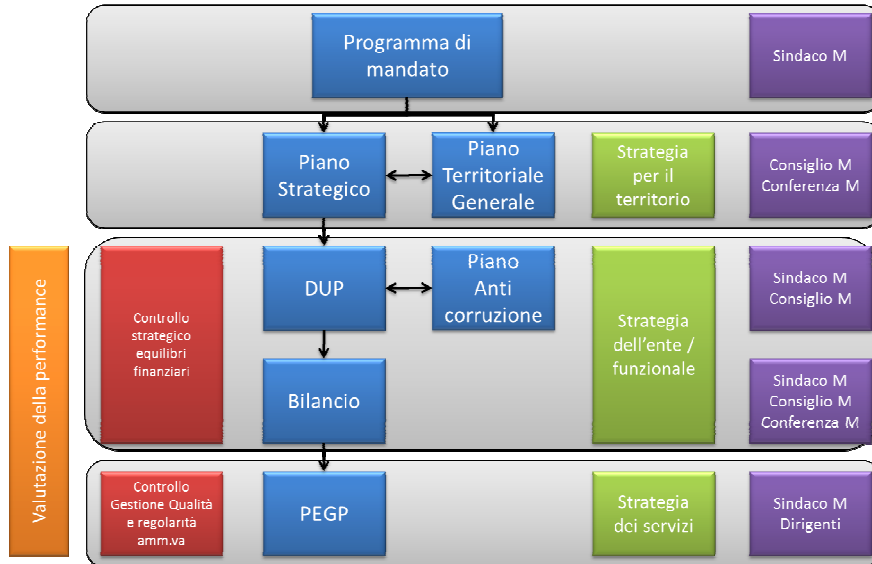 Programma di
mandato
Sindaco M
Piano
Strategico
Piano
Territoriale
Generale
Strategia
per il
territorio
Consiglio M
Conferenza M
Valutazione della performance
Controllo
strategico
equilibri
finanziari
DUP
Piano
Anti
corruzione
Strategia
dell'ente /
funzionale
Sindaco M
Consiglio M
Bilancio
Sindaco M
Consiglio M
Conferenza M
Controllo
Gestione Qualità
e regolarità
amm.va
PEGP
Strategia
dei servizi
Sindaco M
Dirigenti